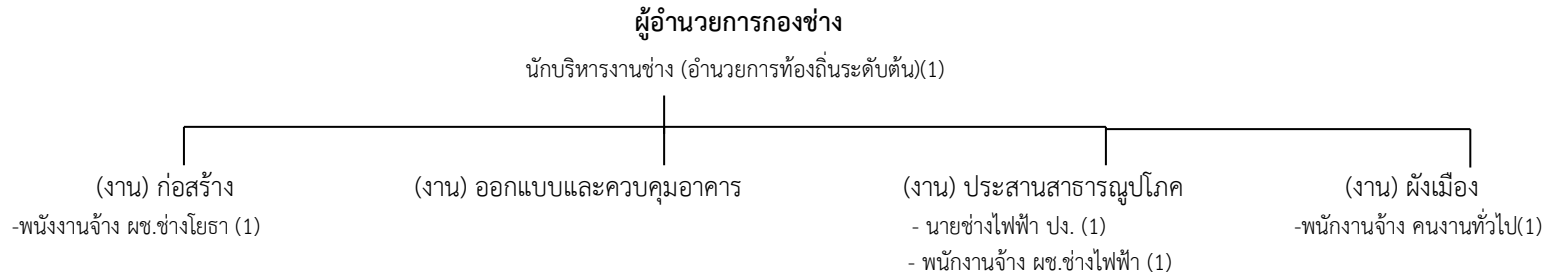 ผู้อำนวยการกองช่าง
นักบริหารงานช่าง (อำนวยการท้องถิ่นระดับต้น)(1)
(งาน) ก่อสร้าง
-พนังงานจ้าง ผช.ช่างโยธา (1)
(งาน) ออกแบบและควบคุมอาคาร
(งาน) ประสานสาธารณูปโภค
- นายช่างไฟฟ้า ปง. (1)
- พนักงานจ้าง ผช.ช่างไฟฟ้า (1)
(งาน) ผังเมือง
-พนักงานจ้าง คนงานทั่วไป(1)